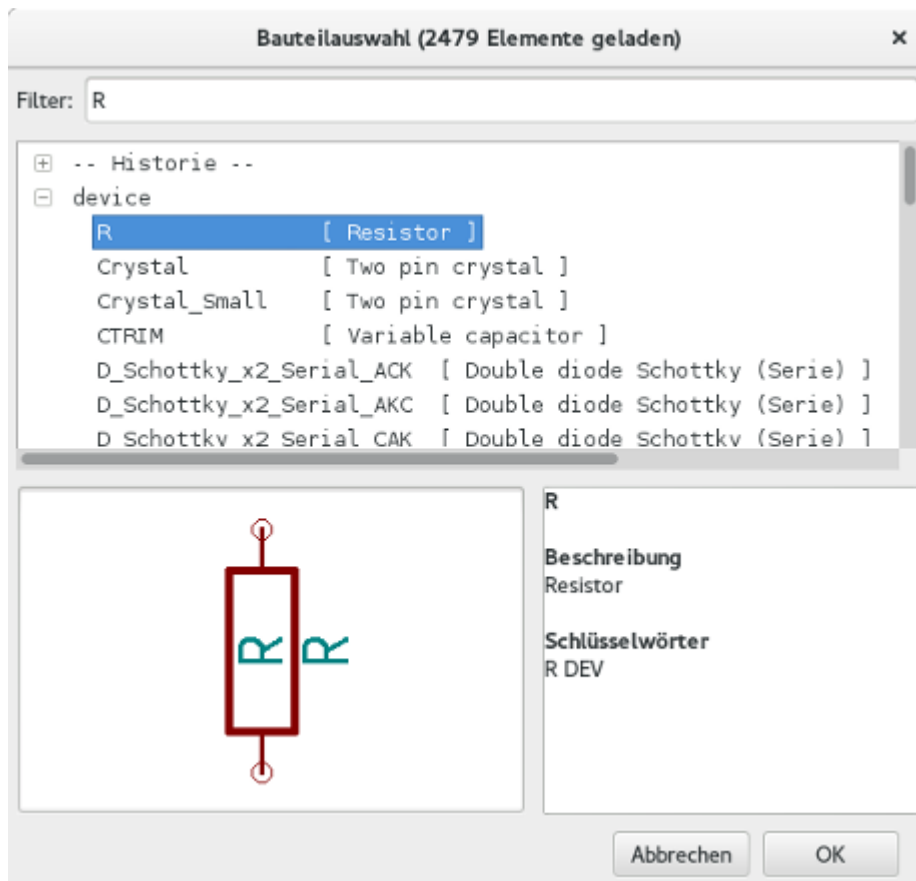 Bauteilauswahl (2479 Elemente geladen)
Filter: R
-- Historie --
device
R [ Resistor ]
Crystal [ Two pin crystal ]
Crystal_Small [ Two pin crystal ]
CTRIM [ Variable capacitor ]
D_Schottky_x2_Serial_ACK [ Double diode Schottky (Serie) ]
D_Schottky_x2_Serial_AKC [ Double diode Schottky (Serie) ]
D_Schottky_x2_Serial_CAK [ Double diode Schottky (Serie) ]
R R
R
Beschreibung
Resistor
Schlüsselwörter
R DEV
Abbrechen OK